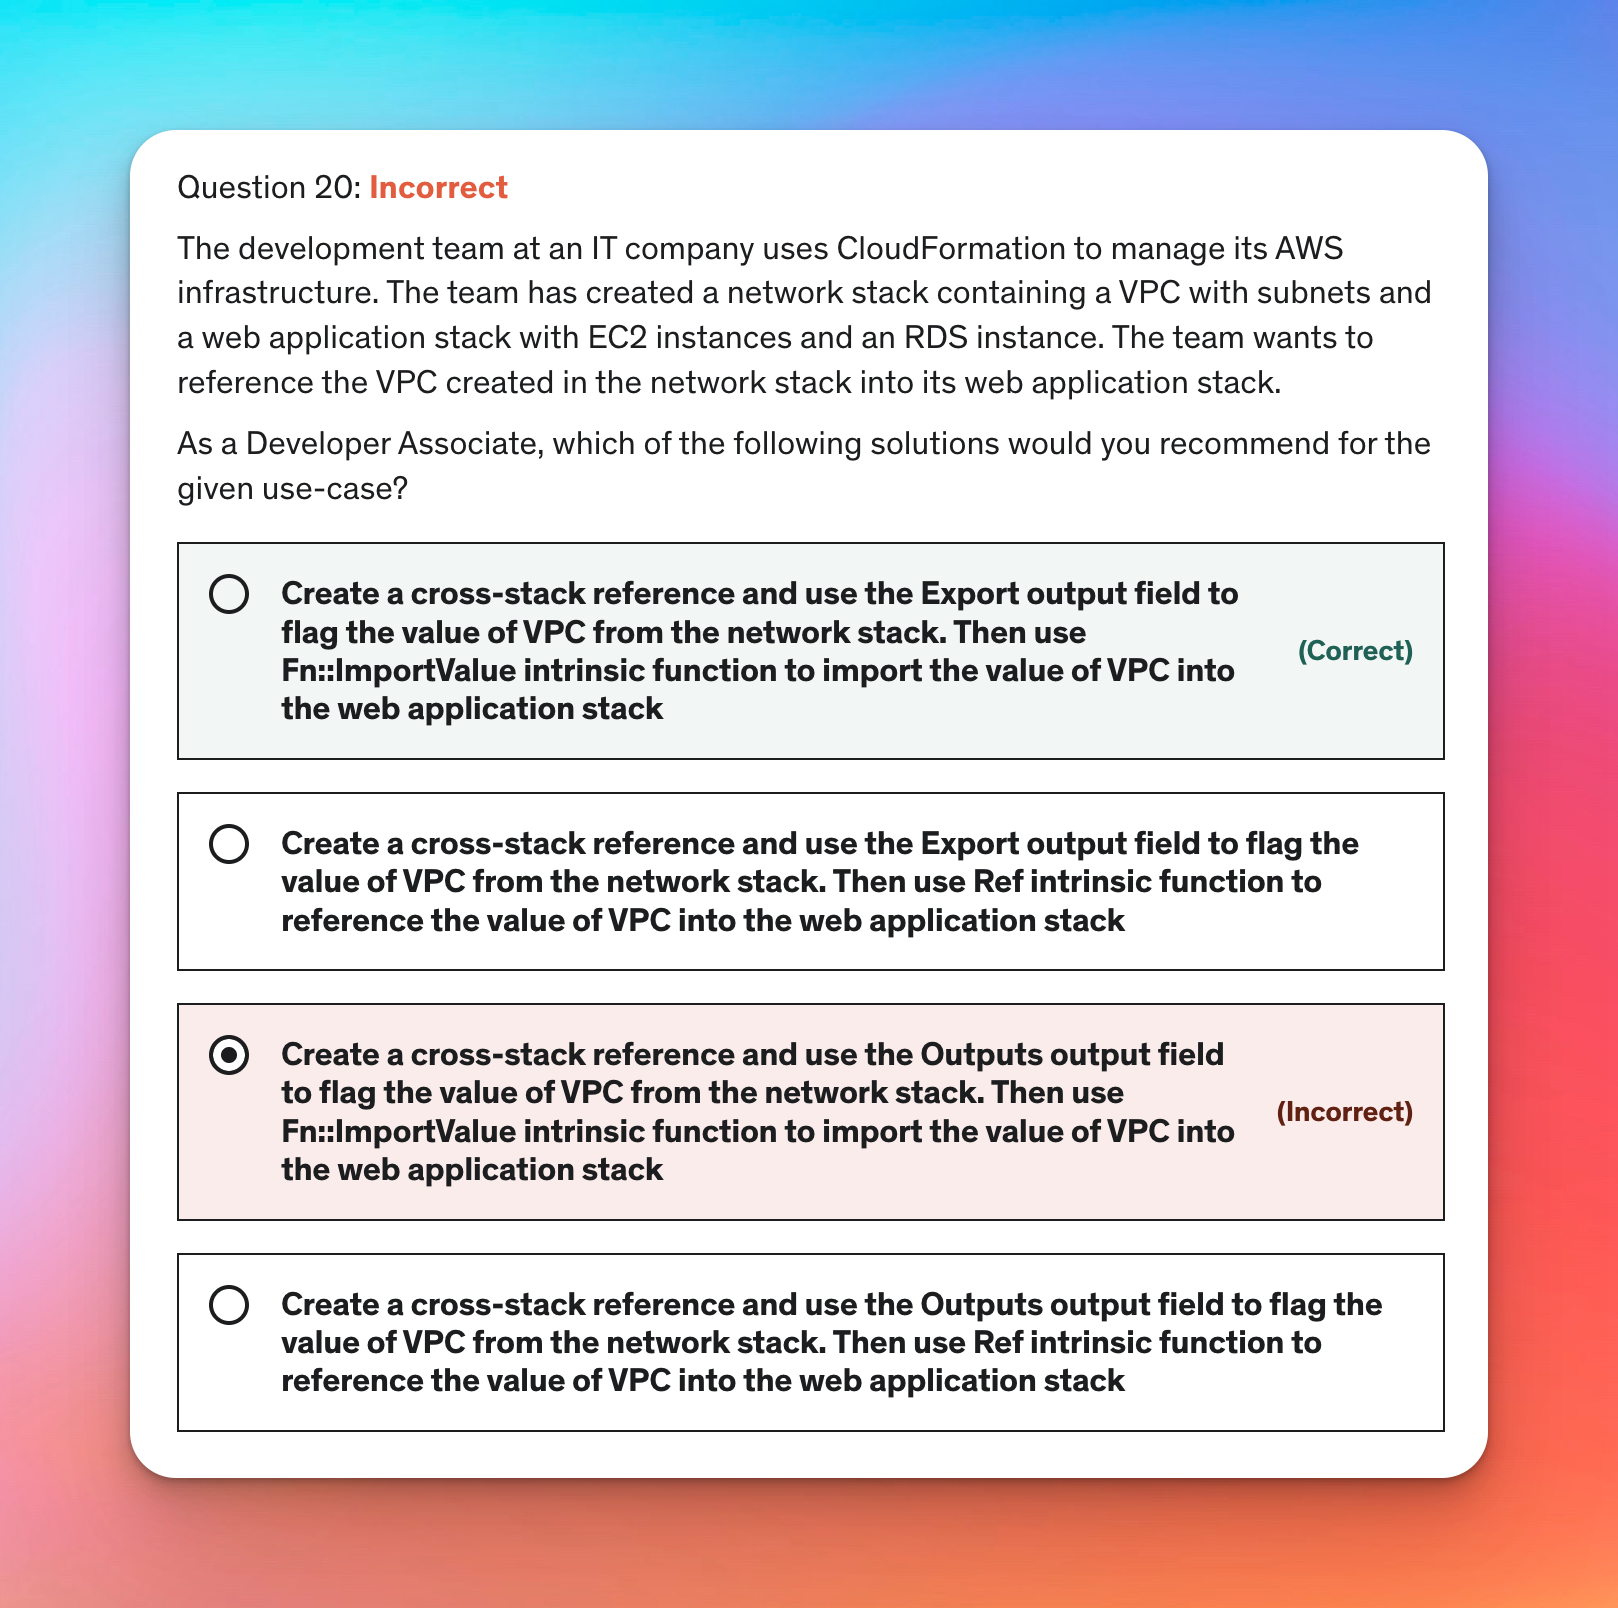 Question 20: Incorrect
The development team at an IT company uses CloudFormation to manage its AWS
infrastructure. The team has created a network stack containing a VPC with subnets and
a web application stack with EC2 instances and an RDS instance. The team wants to
reference the VPC created in the network stack into its web application stack.
As a Developer Associate, which of the following solutions would you recommend for the
given use-case?
Create a cross-stack reference and use the Export output field to
flag the value of VPC from the network stack. Then use
Fn::ImportValue intrinsic function to import the value of VPC into
the web application stack
(Correct)
Create a cross-stack reference and use the Export output field to flag the
value of VPC from the network stack. Then use Ref intrinsic function to
reference the value of VPC into the web application stack
Create a cross-stack reference and use the Outputs output field
to flag the value of VPC from the network stack. Then use
Fn::ImportValue intrinsic function to import the value of VPC into
the web application stack
(Incorrect)
Create a cross-stack reference and use the Outputs output field to flag the
value of VPC from the network stack. Then use Ref intrinsic function to
reference the value of VPC into the web application stack